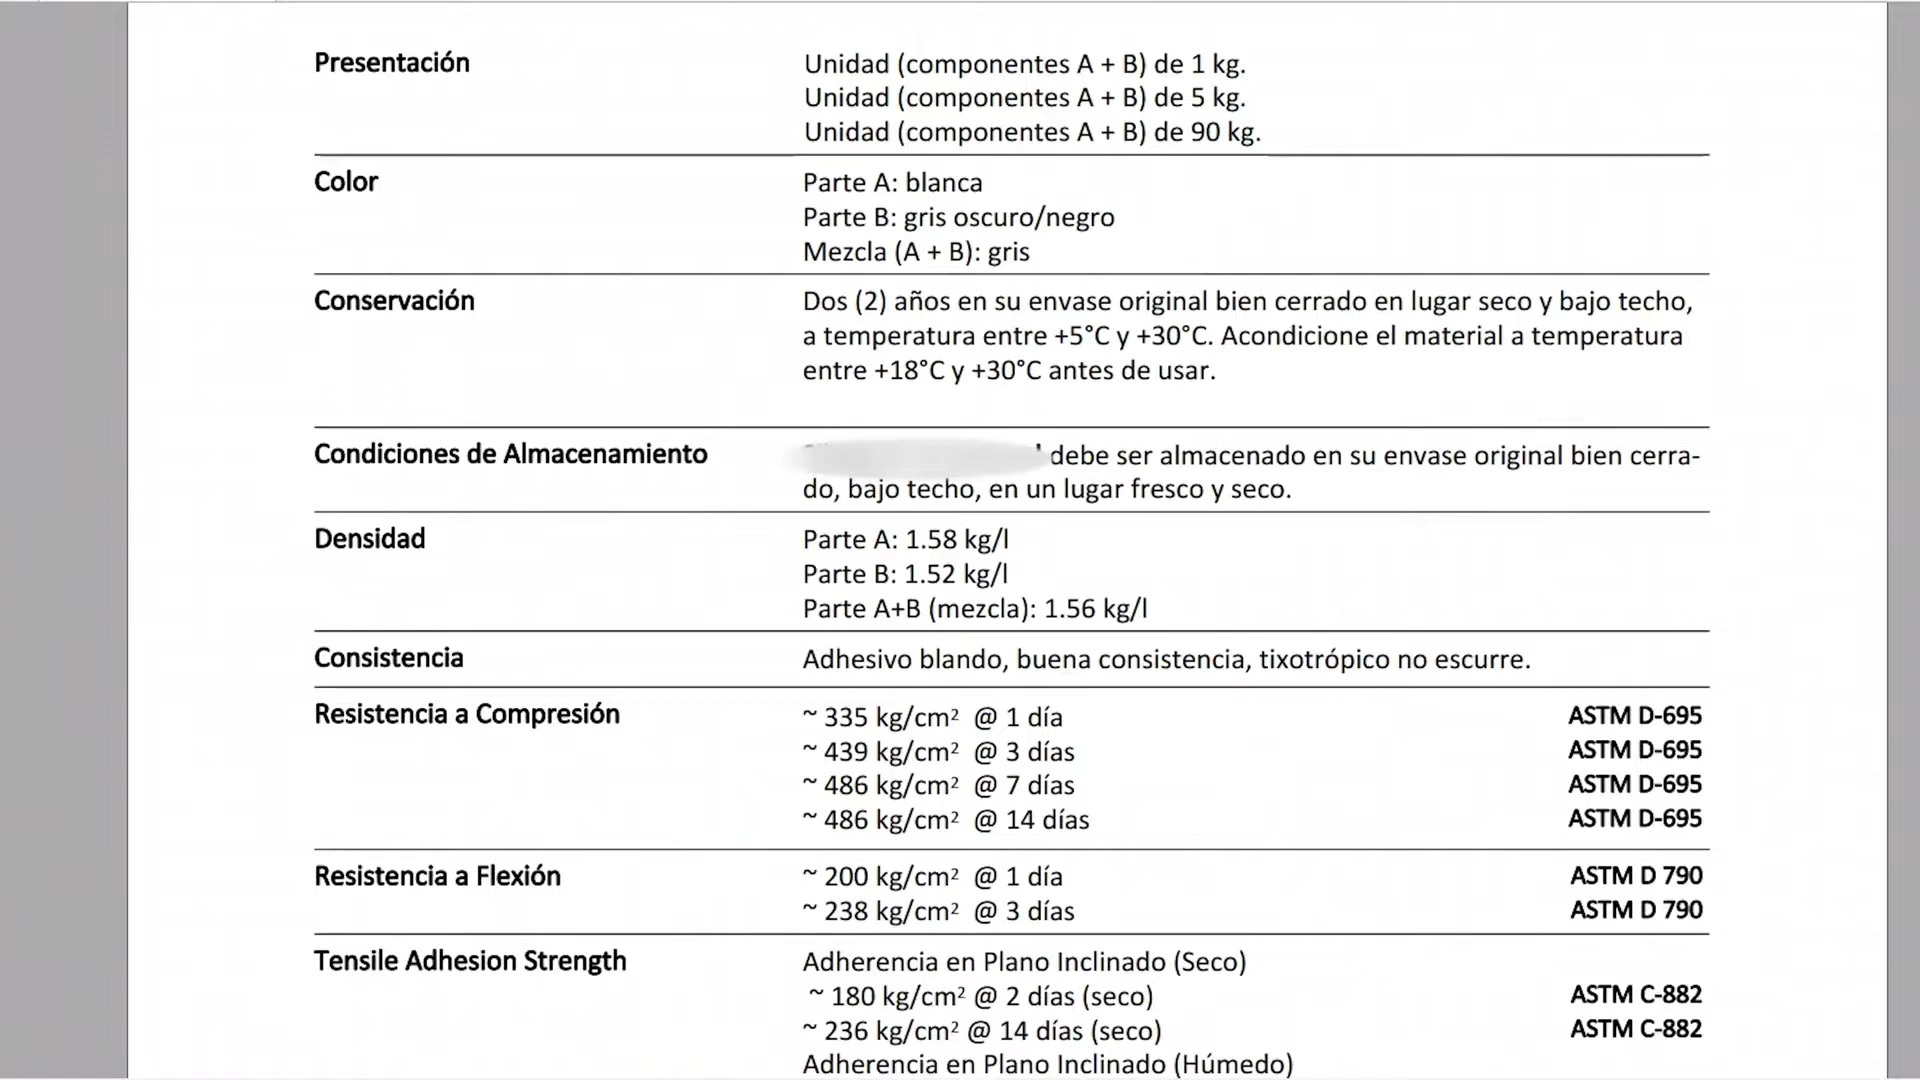 Presentación
Unidad (componentes A + B) de 1 kg.
Unidad (componentes A + B) de 5 kg.
Unidad (componentes A + B) de 90 kg.
Color
Parte A: blanca
Parte B: gris oscuro/negro
Mezcla (A + B): gris
Conservación
Dos (2) años en su envase original bien cerrado en lugar seco y bajo techo,
a temperatura entre +5°C y +30°C. Acondicione el material a temperatura
entre +18°C y +30°C antes de usar.
Condiciones de Almacenamiento
debe ser almacenado en su envase original bien cerra-
do, bajo techo, en un lugar fresco y seco.
Densidad
Parte A: 1.58 kg/l
Parte B: 1.52 kg/l
Parte A+B (mezcla): 1.56 kg/l
Consistencia
Adhesivo blando, buena consistencia, tixotrópico no escurre.
Resistencia a Compresión
~ 335 kg/cm² @ 1 día ASTM D-695
~ 439 kg/cm² @ 3 días ASTM D-695
~ 486 kg/cm² @ 7 días ASTM D-695
~ 486 kg/cm² @ 14 días ASTM D-695
Resistencia a Flexión
~ 200 kg/cm² @ 1 día ASTM D 790
~ 238 kg/cm² @ 3 días ASTM D 790
Tensile Adhesion Strength
Adherencia en Plano Inclinado (Seco)
~ 180 kg/cm² @ 2 días (seco) ASTM C-882
~ 236 kg/cm² @ 14 días (seco) ASTM C-882
Adherencia en Plano Inclinado (Húmedo)